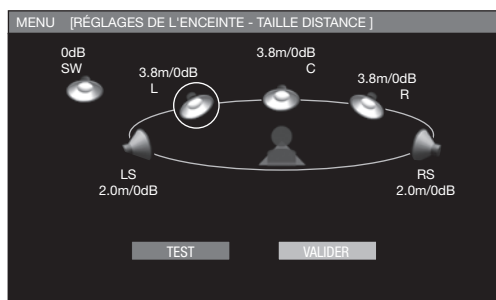 MENU [RÉGLAGES DE L'ENCEINTE - TAILLE DISTANCE ]
0dB
SW
3.8m/0dB
L
3.8m/0dB
C
3.8m/0dB
R
LS
2.0m/0dB
RS
2.0m/0dB
TEST
VALIDER